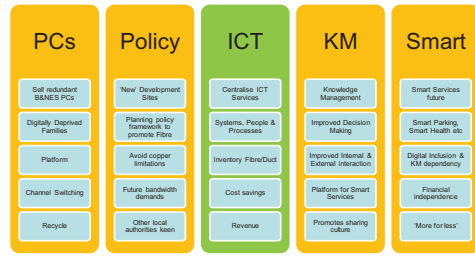 PCs
Sell redundant
B&NES PCs
Digitally Deprived
Families
Platform
Channel Switching
Recycle
Policy
'New' Development
Sites
Planning policy
framework to
promote Fibre
Avoid copper
limitations
Future bandwidth
demands
Other local
authorities keen
ICT
Centralise ICT
Services
Systems, People &
Processes
Inventory Fibre/Duct
Cost savings
Revenue
KM
Knowledge
Management
Improved Decision
Making
Improved Internal &
External interaction
Platform for Smart
Services
Promotes sharing
culture
Smart
Smart Services
future
Smart Parking,
Smart Health etc
Digital Inclusion &
KM dependency
Financial
independence
'More for less'